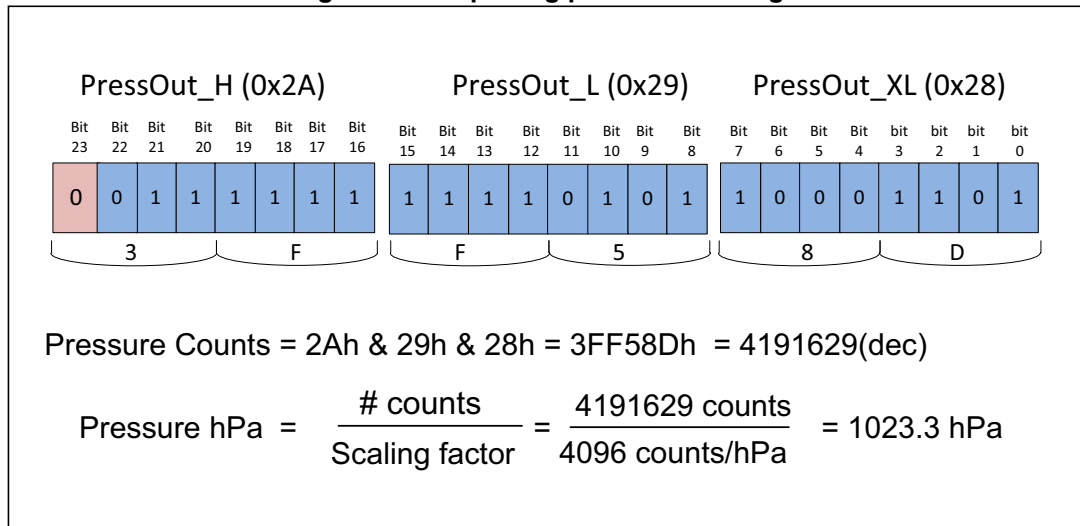 PressOut_H (0x2A) PressOut_L (0x29) PressOut_XL (0x28)
Bit 23 Bit 22 Bit 21 Bit 20 Bit 19 Bit 18 Bit 17 Bit 16 Bit 15 Bit 14 Bit 13 Bit 12 Bit 11 Bit 10 Bit 9 Bit 8 Bit 7 Bit 6 Bit 5 Bit 4 bit 3 bit 2 bit 1 bit 0
0 0 1 1 1 1 1 1 1 1 1 1 0 1 0 1 1 0 0 0 1 1 0 1
3 F F 5 8 D
Pressure Counts = 2Ah & 29h & 28h = 3FF58Dh = 4191629(dec)
Pressure hPa = # counts / Scaling factor = 4191629 counts / 4096 counts/hPa = 1023.3 hPa